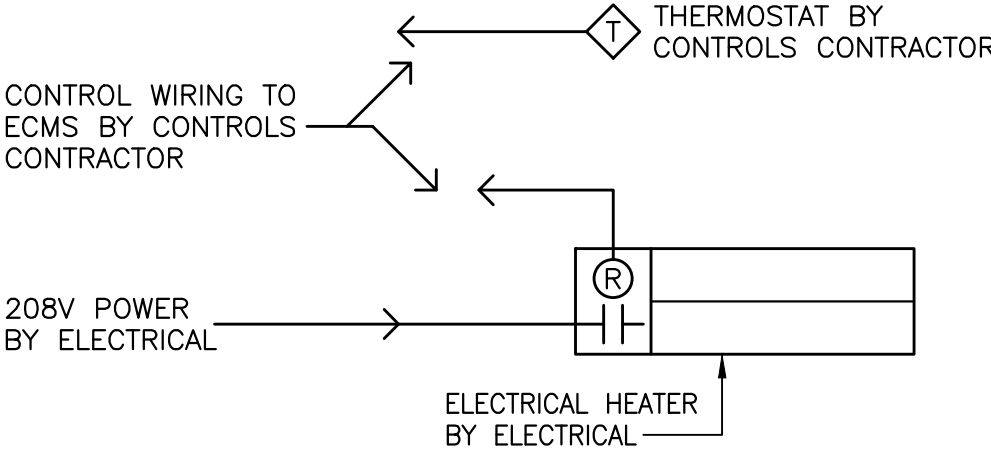 THERMOSTAT BY
CONTROLS CONTRACTOR
T
CONTROL WIRING TO
ECMS BY CONTROLS
CONTRACTOR
R
208V POWER
BY ELECTRICAL
ELECTRICAL HEATER
BY ELECTRICAL